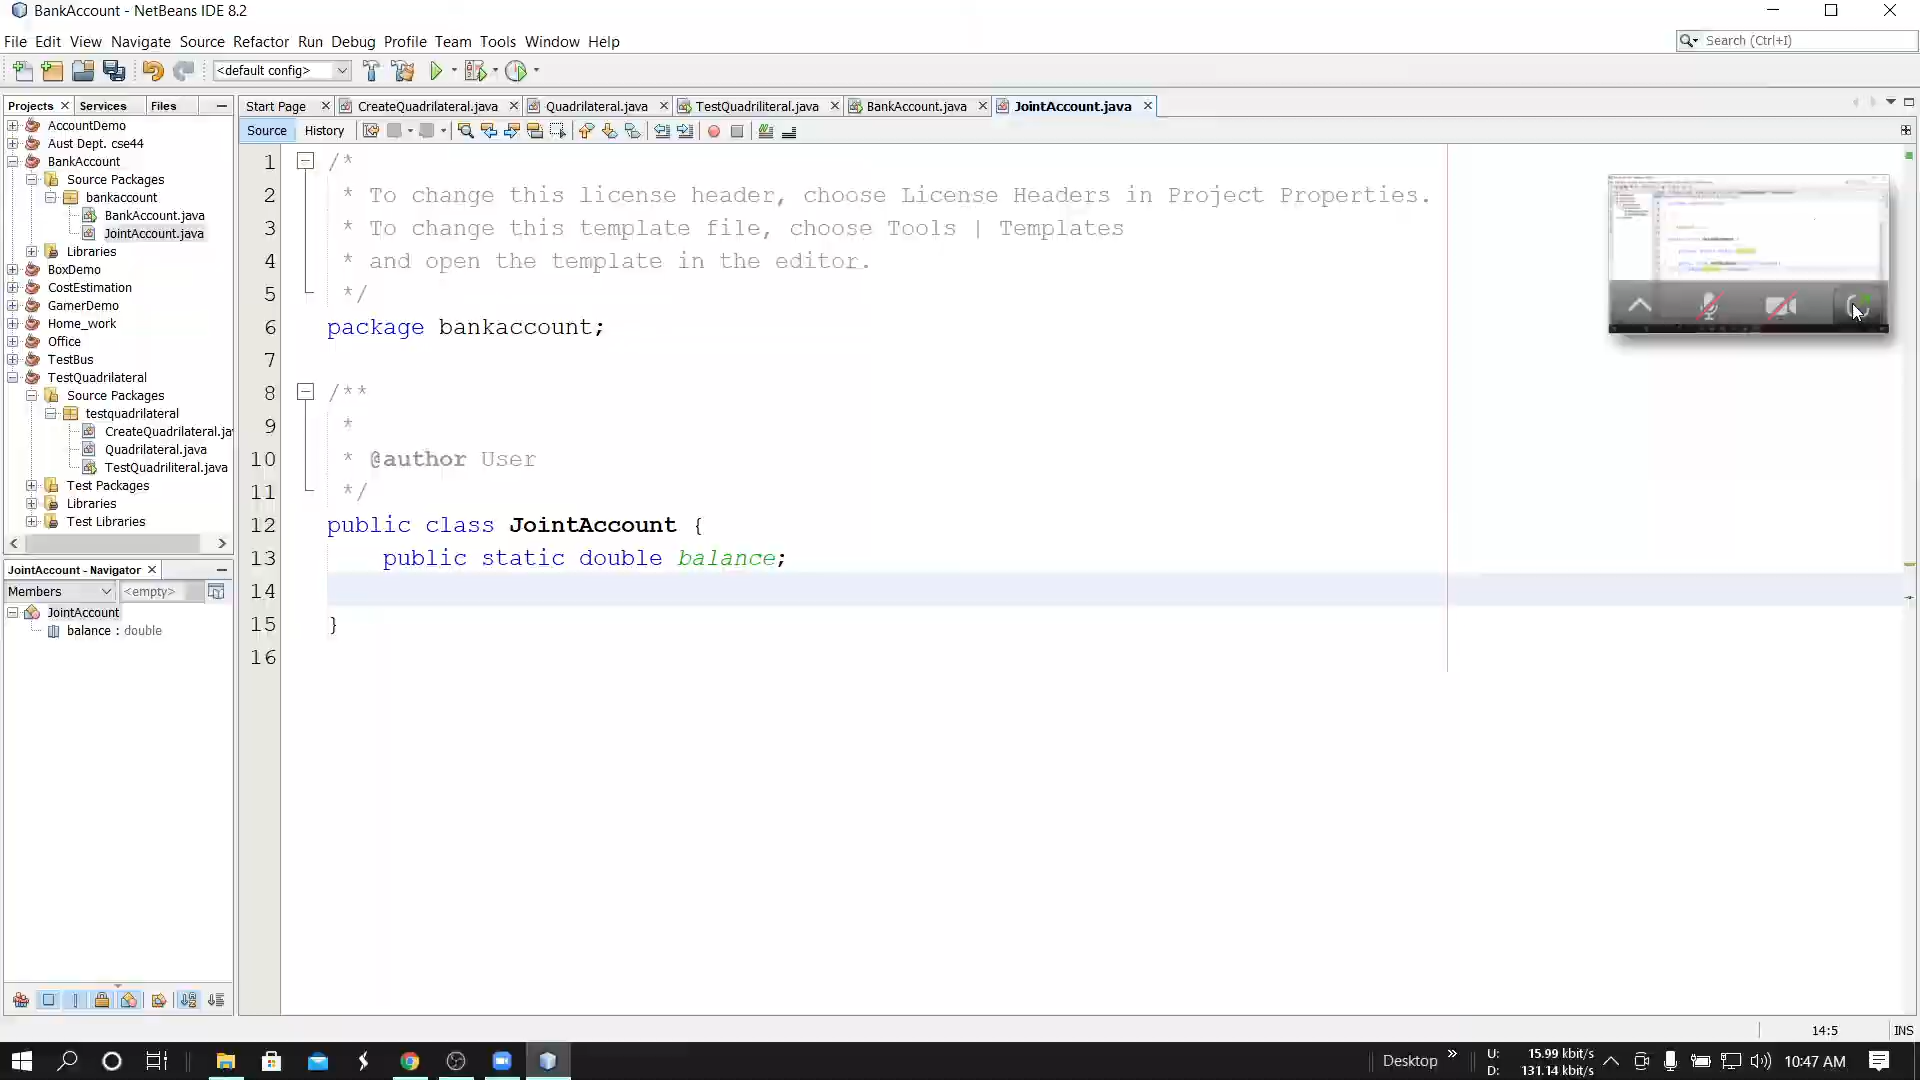 BankAccount - NetBeans IDE 8.2
File Edit View Navigate Source Refactor Run Debug Profile Team Tools Window Help
Search (Ctrl+I)
<default config>
Projects Services Files
Start Page CreateQuadrilateral.java Quadrilateral.java TestQuadriliteral.java BankAccount.java JointAccount.java
Source History
AccountDemo
Aust Dept. cse44
BankAccount
Source Packages
bankaccount
BankAccount.java
JointAccount.java
Libraries
BoxDemo
CostEstimation
GamerDemo
Home_work
Office
TestBus
TestQuadrilateral
Source Packages
testquadrilateral
CreateQuadrilateral.ja
Quadrilateral.java
TestQuadriliteral.java
Test Packages
Libraries
Test Libraries
JointAccount - Navigator
Members <empty>
JointAccount
balance : double
1 /*
2 * To change this license header, choose License Headers in Project Properties.
3 * To change this template file, choose Tools | Templates
4 * and open the template in the editor.
5 */
6 package bankaccount;
7
8 /**
9 *
10 * @author User
11 */
12 public class JointAccount {
13 public static double balance;
14
15 }
16
14:5 INS
Desktop » U: 15.99 kbit/s
D: 131.14 kbit/s
10:47 AM